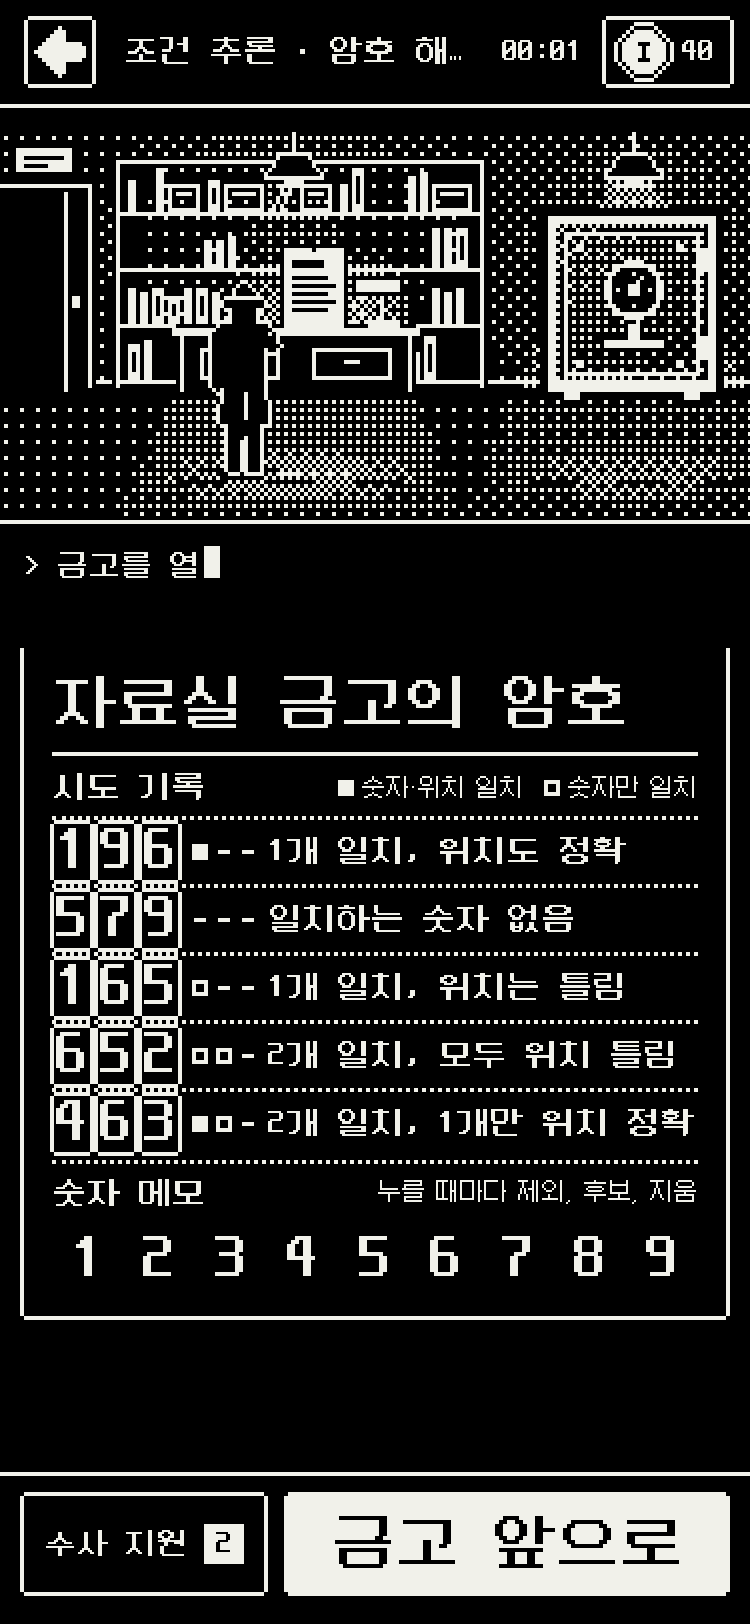 조건 추론 · 암호 해… 00:01 I 40
> 금고를 열
자료실 금고의 암호
시도 기록 ■ 숫자·위치 일치 □ 숫자만 일치
196 ■-- 1개 일치, 위치도 정확
579 --- 일치하는 숫자 없음
165 □-- 1개 일치, 위치는 틀림
652 □□- 2개 일치, 모두 위치 틀림
463 ■□- 2개 일치, 1개만 위치 정확
숫자 메모 누를 때마다 제외, 후보, 지움
1 2 3 4 5 6 7 8 9
수사 지원 2 금고 앞으로